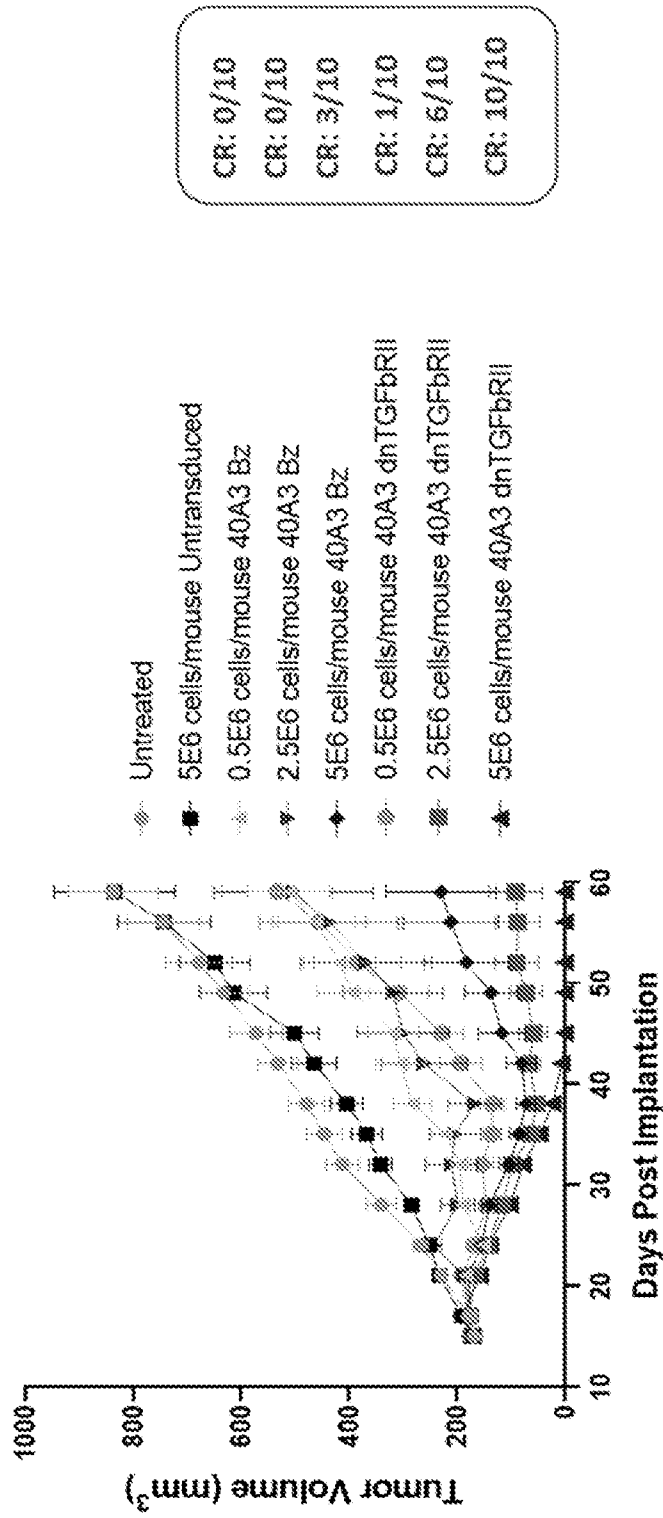 Tumor Volume (mm3)
1000
800
600
400
200
0
10
20
30
40
50
60
Days Post Implantation
Untreated
5E6 cells/mouse Untransduced
0.5E6 cells/mouse 40A3 Bz
2.5E6 cells/mouse 40A3 Bz
5E6 cells/mouse 40A3 Bz
0.5E6 cells/mouse 40A3 dnTGFbRII
2.5E6 cells/mouse 40A3 dnTGFbRII
5E6 cells/mouse 40A3 dnTGFbRII
CR: 0/10
CR: 0/10
CR: 3/10
CR: 1/10
CR: 6/10
CR: 10/10